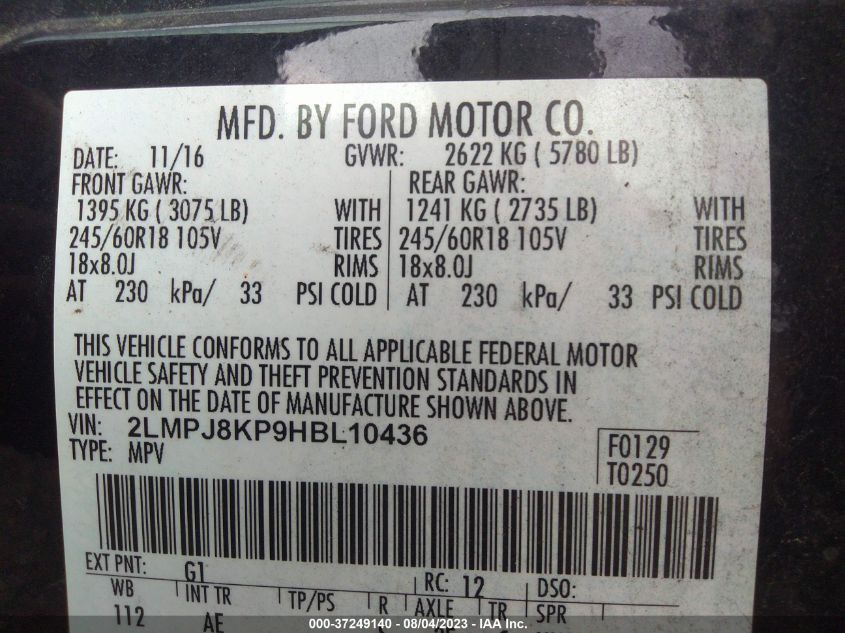 MFD. BY FORD MOTOR CO.
DATE: 11/16 GVWR: 2622 KG ( 5780 LB)
FRONT GAWR: REAR GAWR:
1395 KG ( 3075 LB) WITH 1241 KG ( 2735 LB) WITH
245/60R18 105V TIRES 245/60R18 105V TIRES
18x8.0J RIMS 18x8.0J RIMS
AT 230 kPa/ 33 PSI COLD AT 230 kPa/ 33 PSI COLD
THIS VEHICLE CONFORMS TO ALL APPLICABLE FEDERAL MOTOR
VEHICLE SAFETY AND THEFT PREVENTION STANDARDS IN
EFFECT ON THE DATE OF MANUFACTURE SHOWN ABOVE.
VIN: 2LMPJ8KP9HBL10436
TYPE: MPV F0129
T0250
EXT PNT: G1 RC: 12 DSO:
WB INT TR TP/PS R AXLE TR SPR
112 AE
000-37249140 - 08/04/2023 - Copyright IAA, Inc.